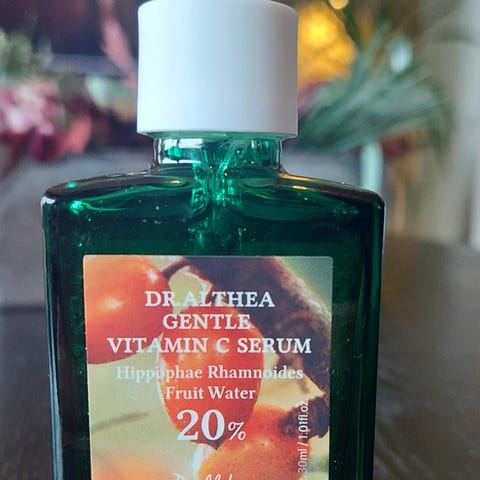 DR.ALTHEA
GENTLE
VITAMIN C SERUM
Hippophae Rhamnoides
Fruit Water
20%
30ml / 1.01fl.oz.